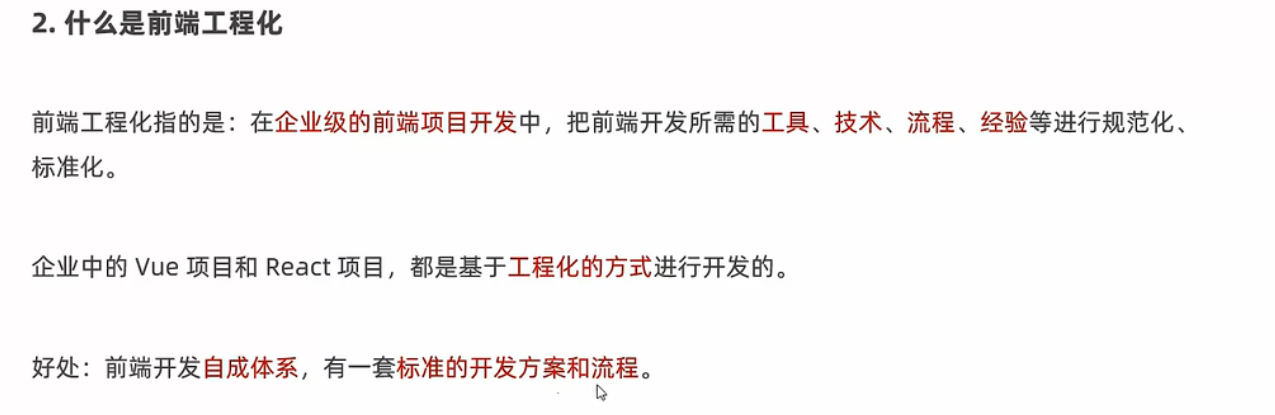 2. 什么是前端工程化
前端工程化指的是：在企业级的前端项目开发中，把前端开发所需的工具、技术、流程、经验等进行规范化、
标准化。
企业中的 Vue 项目和 React 项目，都是基于工程化的方式进行开发的。
好处：前端开发自成体系，有一套标准的开发方案和流程。